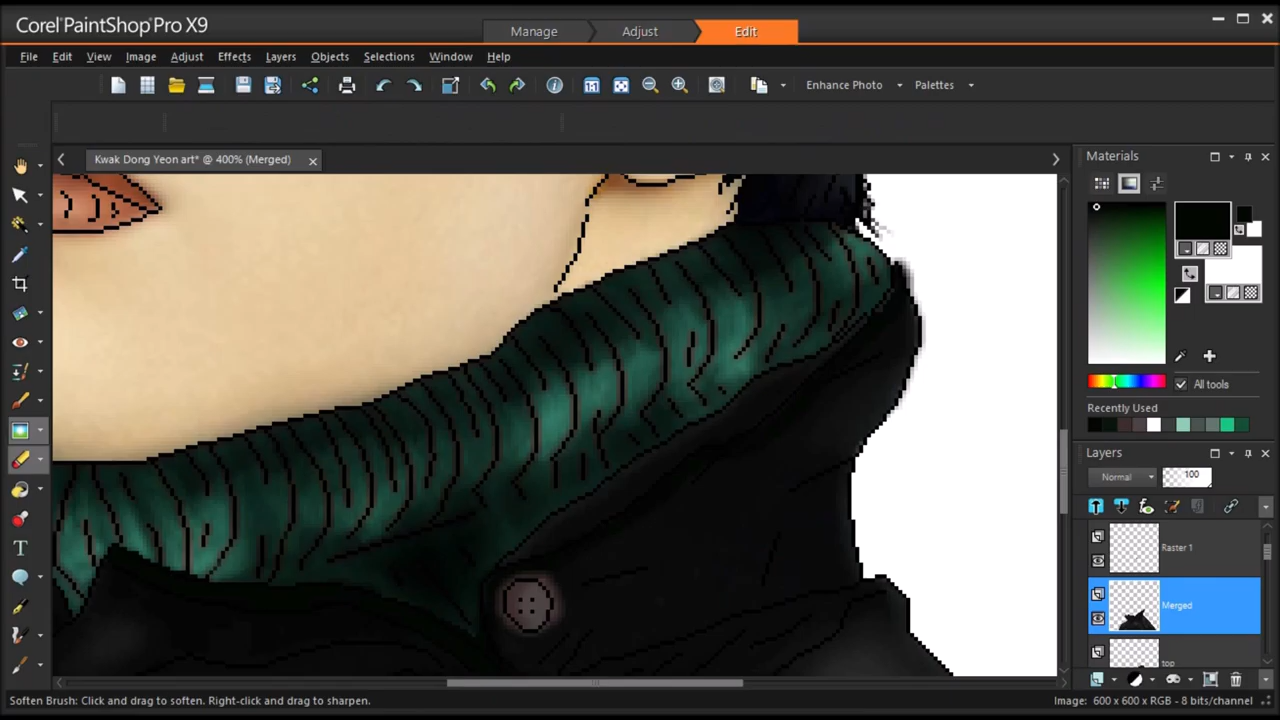 Corel PaintShop Pro X9
Manage Adjust Edit
File Edit View Image Adjust Effects Layers Objects Selections Window Help
Enhance Photo Palettes
Kwak Dong Yeon art* @ 400% (Merged)
Materials
All tools
Recently Used
Layers
Normal 100
Raster 1
Merged
top
Soften Brush: Click and drag to soften. Right-click and drag to sharpen.
Image: 600 x 600 x RGB - 8 bits/channel